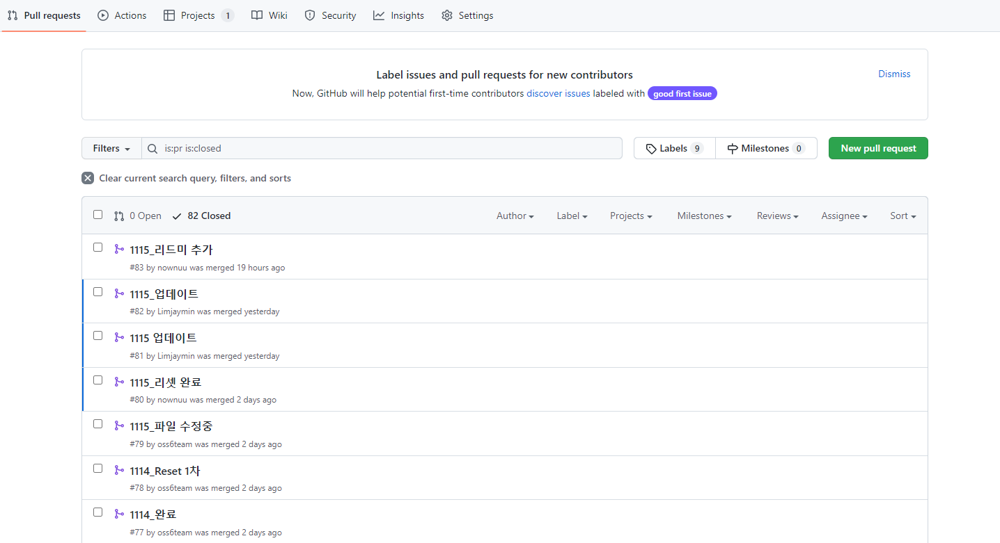 Pull requests Actions Projects 1 Wiki Security Insights Settings
Label issues and pull requests for new contributors
Dismiss
Now, GitHub will help potential first-time contributors discover issues labeled with good first issue
Filters is:pr is:closed Labels 9 Milestones 0 New pull request
Clear current search query, filters, and sorts
0 Open 82 Closed Author Label Projects Milestones Reviews Assignee Sort
1115_리드미 추가
#83 by nownuu was merged 19 hours ago
1115_업데이트
#82 by Limjaymin was merged yesterday
1115 업데이트
#81 by Limjaymin was merged yesterday
1115_리셋 완료
#80 by nownuu was merged 2 days ago
1115_파일 수정중
#79 by oss6team was merged 2 days ago
1114_Reset 1차
#78 by oss6team was merged 2 days ago
1114_완료
#77 by oss6team was merged 2 days ago